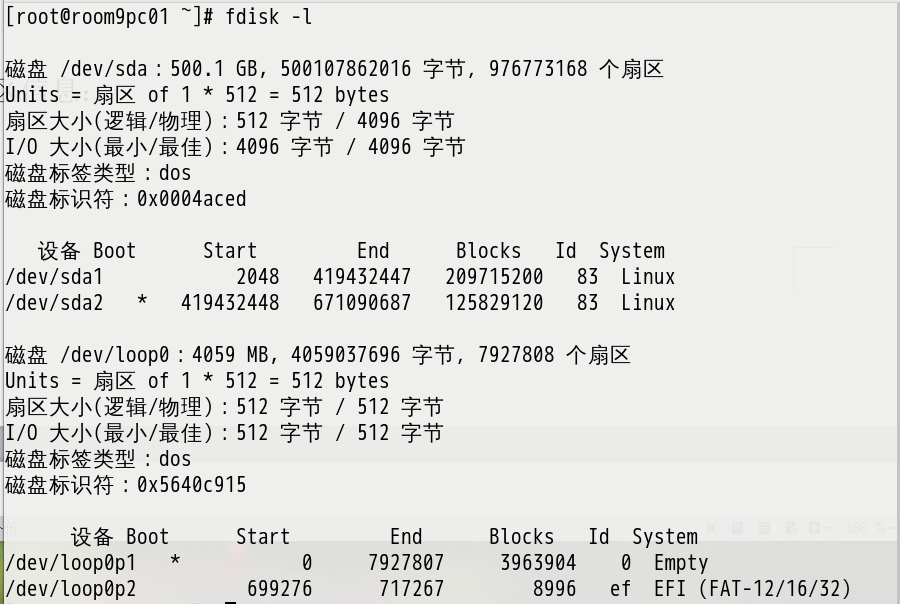 [root@room9pc01 ~]# fdisk -l
磁盘 /dev/sda：500.1 GB, 500107862016 字节, 976773168 个扇区
Units = 扇区 of 1 * 512 = 512 bytes
扇区大小(逻辑/物理)：512 字节 / 4096 字节
I/O 大小(最小/最佳)：4096 字节 / 4096 字节
磁盘标签类型：dos
磁盘标识符：0x0004aced
设备 Boot Start End Blocks Id System
/dev/sda1 2048 419432447 209715200 83 Linux
/dev/sda2 * 419432448 671090687 125829120 83 Linux
磁盘 /dev/loop0：4059 MB, 4059037696 字节, 7927808 个扇区
Units = 扇区 of 1 * 512 = 512 bytes
扇区大小(逻辑/物理)：512 字节 / 512 字节
I/O 大小(最小/最佳)：512 字节 / 512 字节
磁盘标签类型：dos
磁盘标识符：0x5640c915
设备 Boot Start End Blocks Id System
/dev/loop0p1 * 0 7927807 3963904 0 Empty
/dev/loop0p2 699276 717267 8996 ef EFI (FAT-12/16/32)